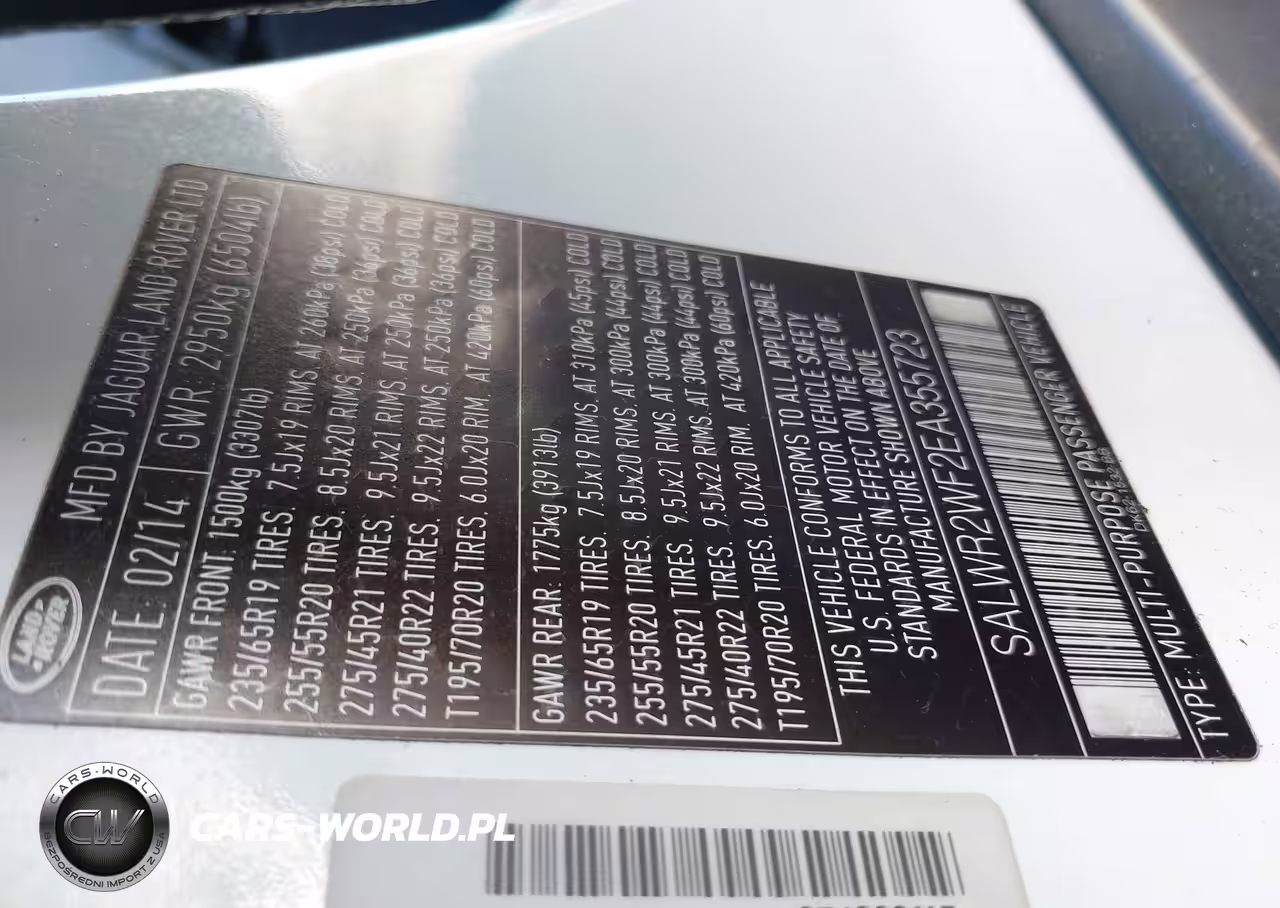 LAND-
-ROVER
MFD BY JAGUAR LAND ROVER LTD
DATE: 02/14 GWR: 2950kg (6504lb)
GAWR FRONT: 1500kg (3307lb)
235/65R19 TIRES. 7.5Jx19 RIMS. AT 260kPa (38psi) COLD
255/55R20 TIRES. 8.5Jx20 RIMS. AT 250kPa (36psi) COLD
275/45R21 TIRES. 9.5Jx21 RIMS. AT 250kPa (36psi) COLD
275/40R22 TIRES. 9.5Jx22 RIMS. AT 250kPa (36psi) COLD
T195/70R20 TIRES. 6.0Jx20 RIM. AT 420kPa (60psi) COLD
GAWR REAR: 1775kg (3913lb)
235/65R19 TIRES. 7.5Jx19 RIMS. AT 310kPa (45psi) COLD
255/55R20 TIRES. 8.5Jx20 RIMS. AT 300kPa (44psi) COLD
275/45R21 TIRES. 9.5Jx21 RIMS. AT 300kPa (44psi) COLD
275/40R22 TIRES. 9.5Jx22 RIMS. AT 300kPa (44psi) COLD
T195/70R20 TIRES. 6.0Jx20 RIM. AT 420kPa (60psi) COLD
THIS VEHICLE CONFORMS TO ALL APPLICABLE
U.S. FEDERAL MOTOR VEHICLE SAFETY
STANDARDS IN EFFECT ON THE DATE OF
MANUFACTURE SHOWN ABOVE
SALWR2WF2EA355723
TYPE: MULTI-PURPOSE PASSENGER VEHICLE
CARS-WORLD
CW
BEZPOŚREDNI IMPORT Z USA
CARS-WORLD.PL